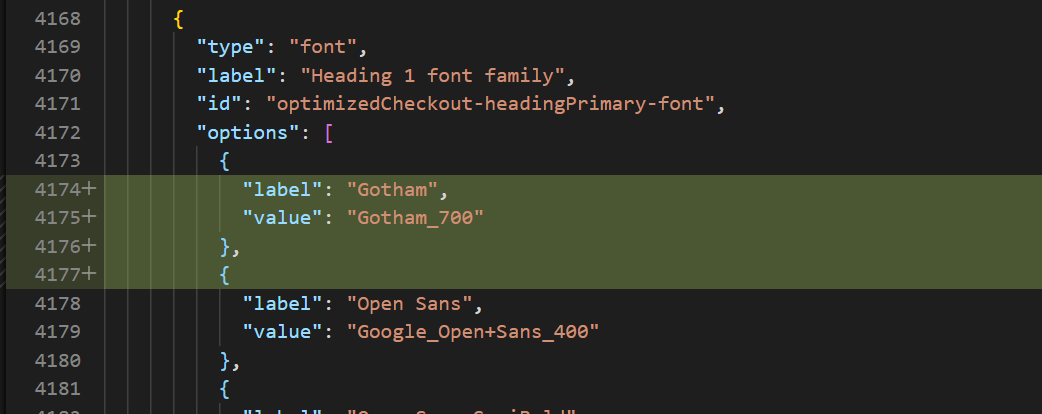 4168 {
4169 "type": "font",
4170 "label": "Heading 1 font family",
4171 "id": "optimizedCheckout-headingPrimary-font",
4172 "options": [
4173 {
4174+ "label": "Gotham",
4175+ "value": "Gotham_700"
4176+ },
4177+ {
4178 "label": "Open Sans",
4179 "value": "Google_Open+Sans_400"
4180 },
4181 {